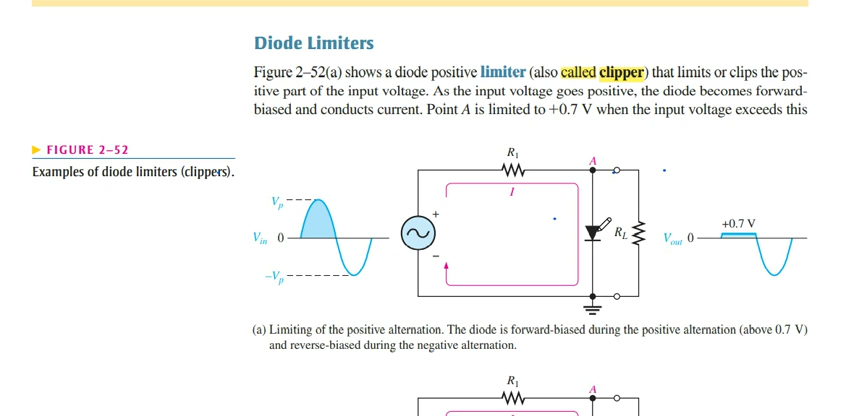 Diode Limiters
Figure 2–52(a) shows a diode positive limiter (also called clipper) that limits or clips the pos-
itive part of the input voltage. As the input voltage goes positive, the diode becomes forward-
biased and conducts current. Point A is limited to +0.7 V when the input voltage exceeds this
▶ FIGURE 2–52
Examples of diode limiters (clippers).
R1
A
Vp
I
+
+0.7 V
Vin 0
RL
Vout 0
–
–Vp
(a) Limiting of the positive alternation. The diode is forward-biased during the positive alternation (above 0.7 V)
and reverse-biased during the negative alternation.
R1
A